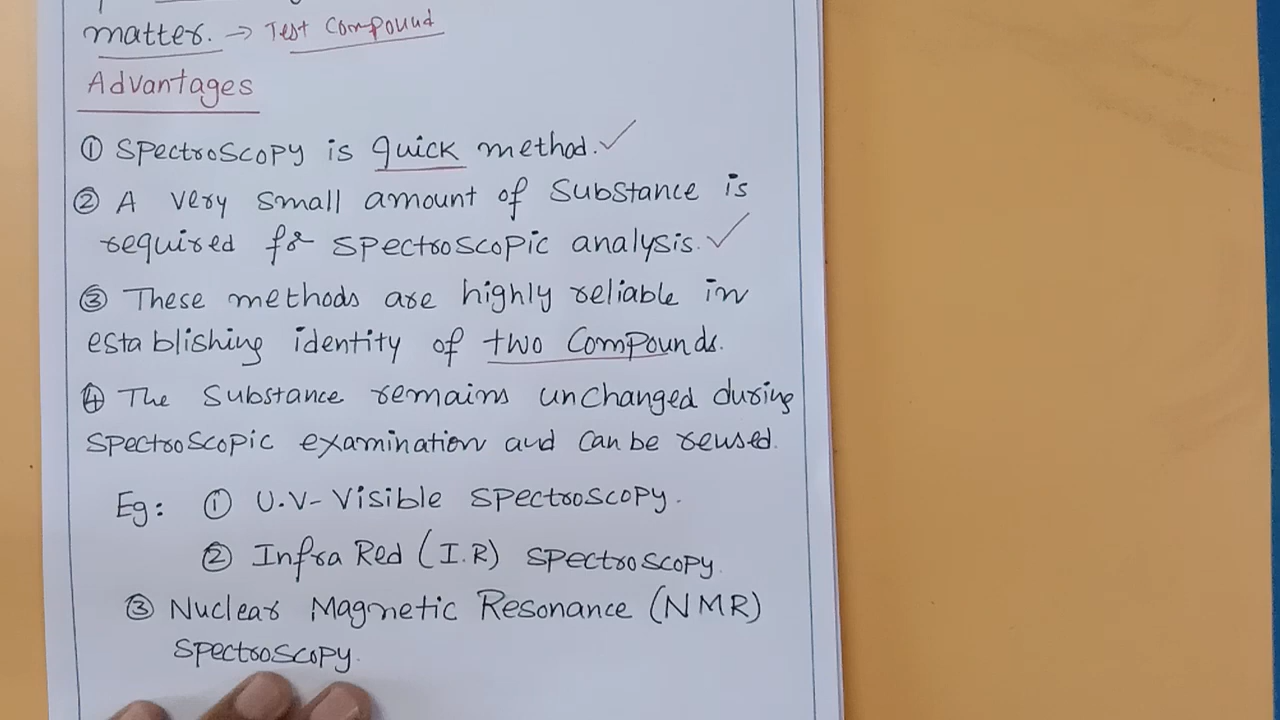 matter. → Test Compound
Advantages
① Spectroscopy is quick method. ✓
② A very small amount of Substance is
required for spectroscopic analysis. ✓
③ These methods are highly reliable in
establishing identity of two Compounds.
④ The Substance remains unchanged during
spectroscopic examination and can be reused.
Eg: ① U.V-Visible spectroscopy.
② Infra Red (I.R) spectroscopy.
③ Nuclear Magnetic Resonance (NMR)
spectroscopy.